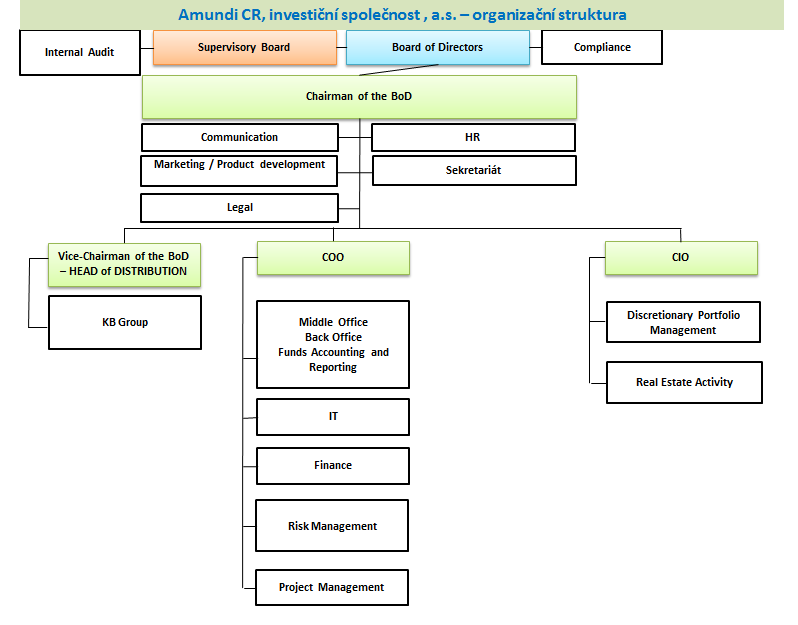 Amundi CR, investiční společnost , a.s. – organizační struktura
Internal Audit
Supervisory Board
Board of Directors
Compliance
Chairman of the BoD
Communication
HR
Marketing / Product development
Sekretariát
Legal
Vice-Chairman of the BoD
– HEAD of DISTRIBUTION
COO
CIO
KB Group
Middle Office
Back Office
Funds Accounting and
Reporting
Discretionary Portfolio
Management
Real Estate Activity
IT
Finance
Risk Management
Project Management